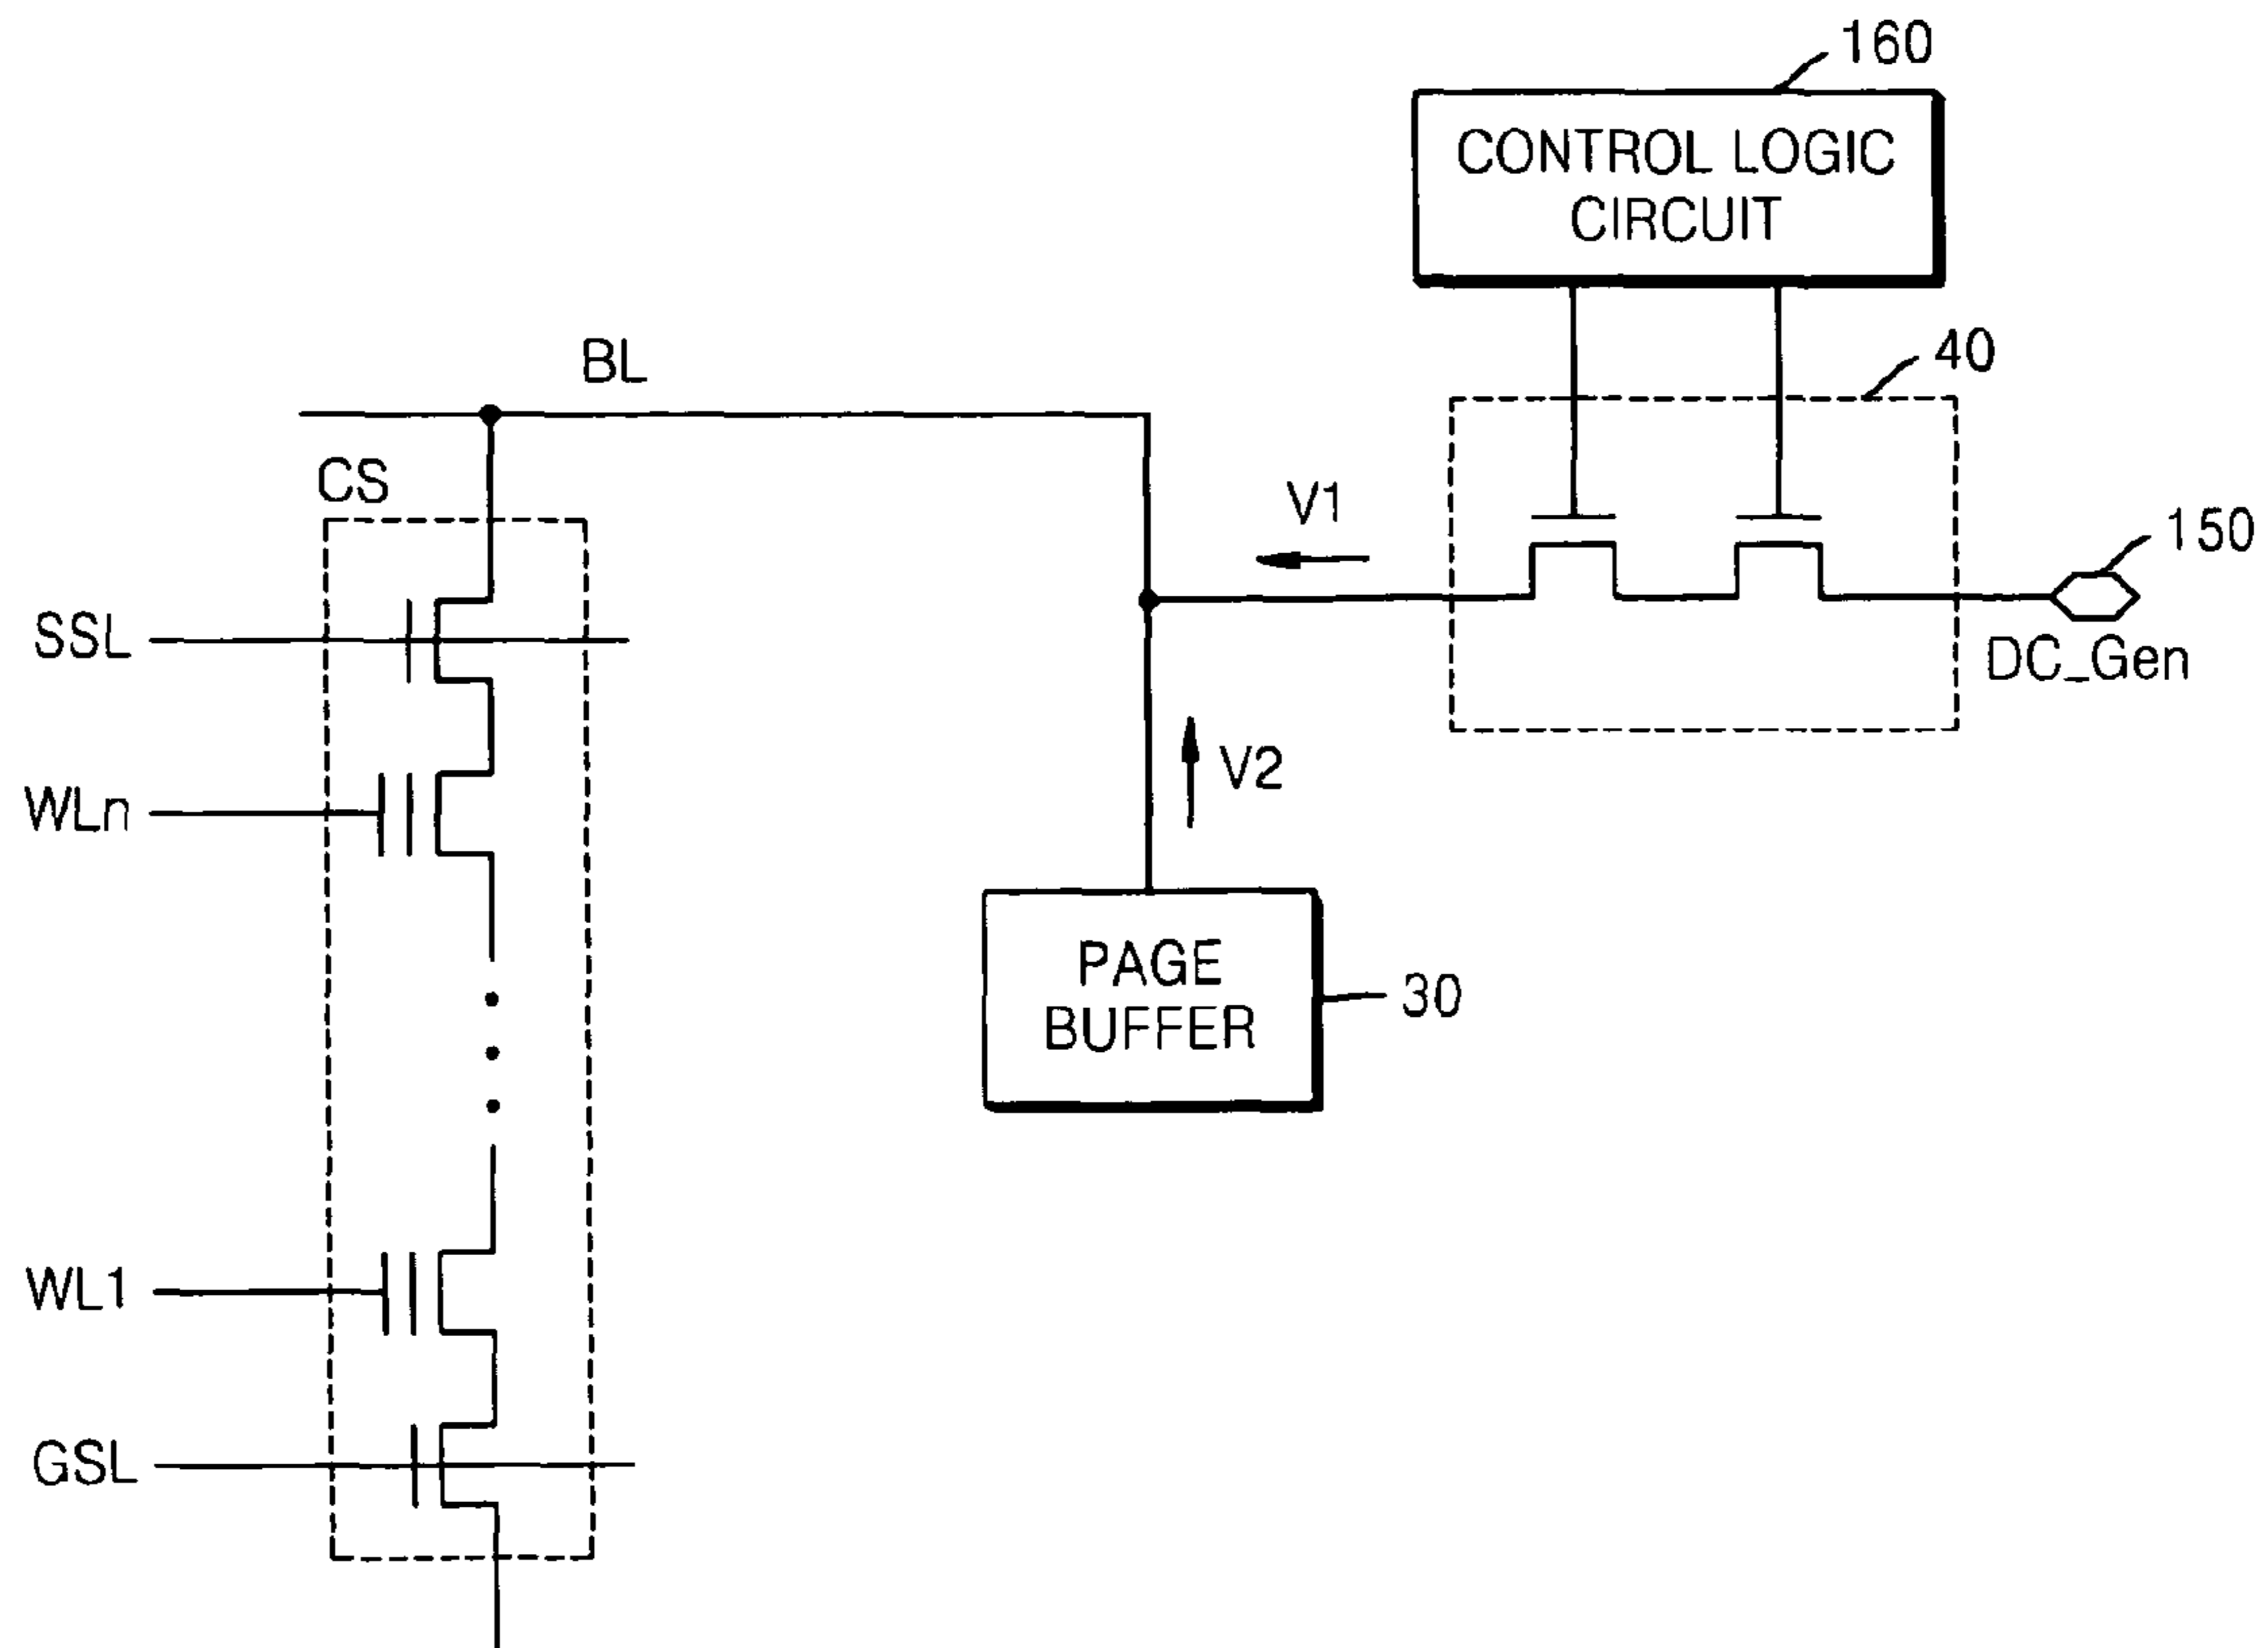 160
CONTROL LOGIC
CIRCUIT
40
BL
CS
V1
150
SSL
DC_Gen
V2
WLn
PAGE
BUFFER
30
WL1
GSL